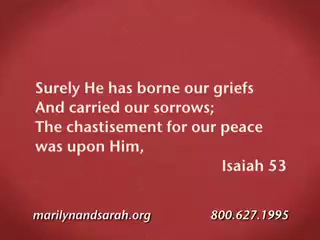 Surely He has borne our griefs
And carried our sorrows;
The chastisement for our peace
was upon Him,
Isaiah 53
marilynandsarah.org 800.627.1995